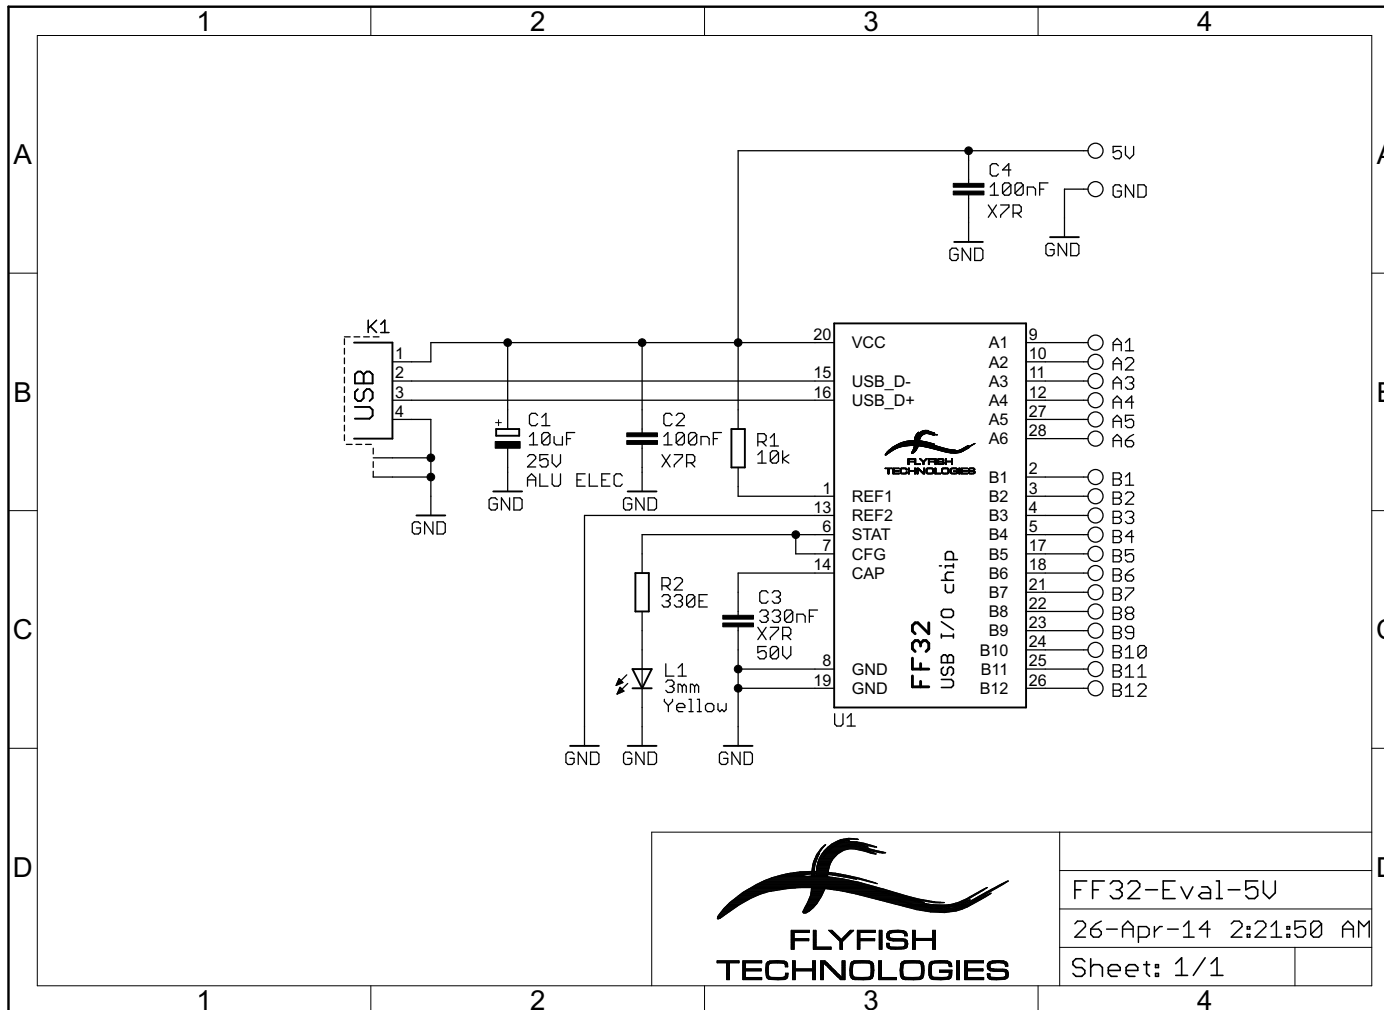 1 2 3 4
A A
5V
C4
100nF
X7R
GND
GND
GND
K1
USB
1
2
3
4
GND
B
C1
10uF
25V
ALU ELEC
GND
C2
100nF
X7R
GND
R1
10k
20 VCC
15 USB_D-
16 USB_D+
FLYFISH
TECHNOLOGIES
1 REF1
13 REF2
6 STAT
7 CFG
14 CAP
8 GND
19 GND
FF32
USB I/O chip
U1
A1 9 A1
A2 10 A2
A3 11 A3
A4 12 A4
A5 27 A5
A6 28 A6
B1 2 B1
B2 3 B2
B3 4 B3
B4 5 B4
B5 17 B5
B6 18 B6
B7 21 B7
B8 22 B8
B9 23 B9
B10 24 B10
B11 25 B11
B12 26 B12
C
R2
330E
C3
330nF
X7R
50V
L1
3mm
Yellow
GND GND GND
D
FLYFISH
TECHNOLOGIES
FF32-Eval-5V
26-Apr-14 2:21:50 AM
Sheet: 1/1
1 2 3 4